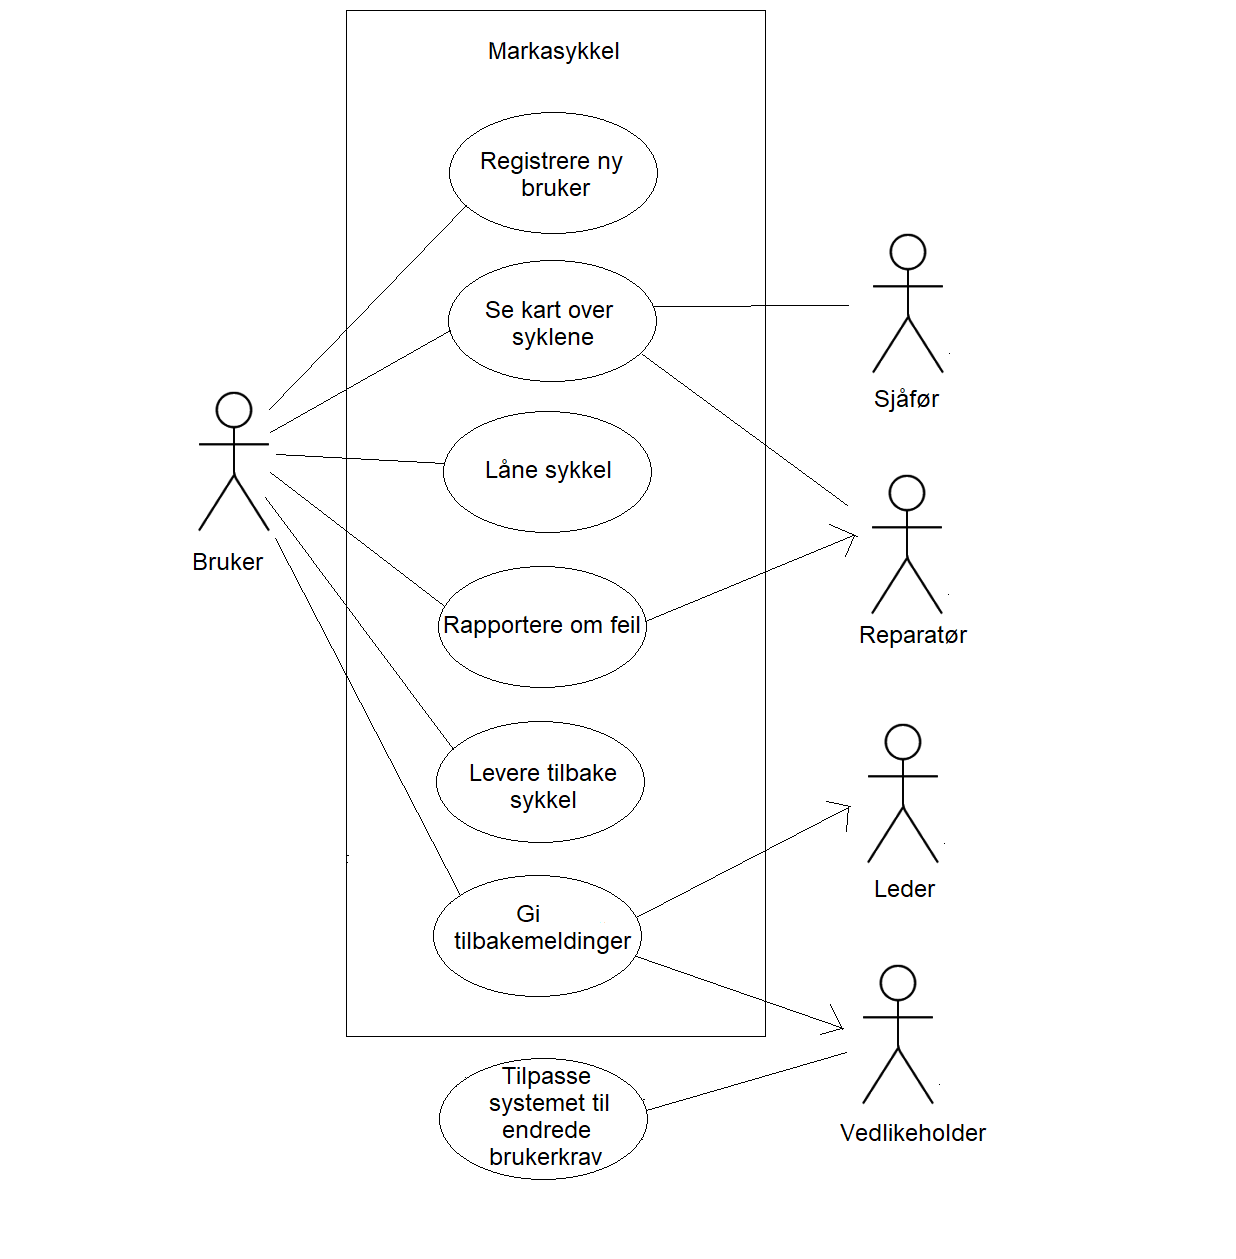 Markasykkel
Registrere ny
bruker
Se kart over
syklene
Sjåfør
Låne sykkel
Bruker
Rapportere om feil
Reparatør
Levere tilbake
sykkel
Leder
Gi
tilbakemeldinger
Tilpasse
systemet til
endrede
brukerkrav
Vedlikeholder